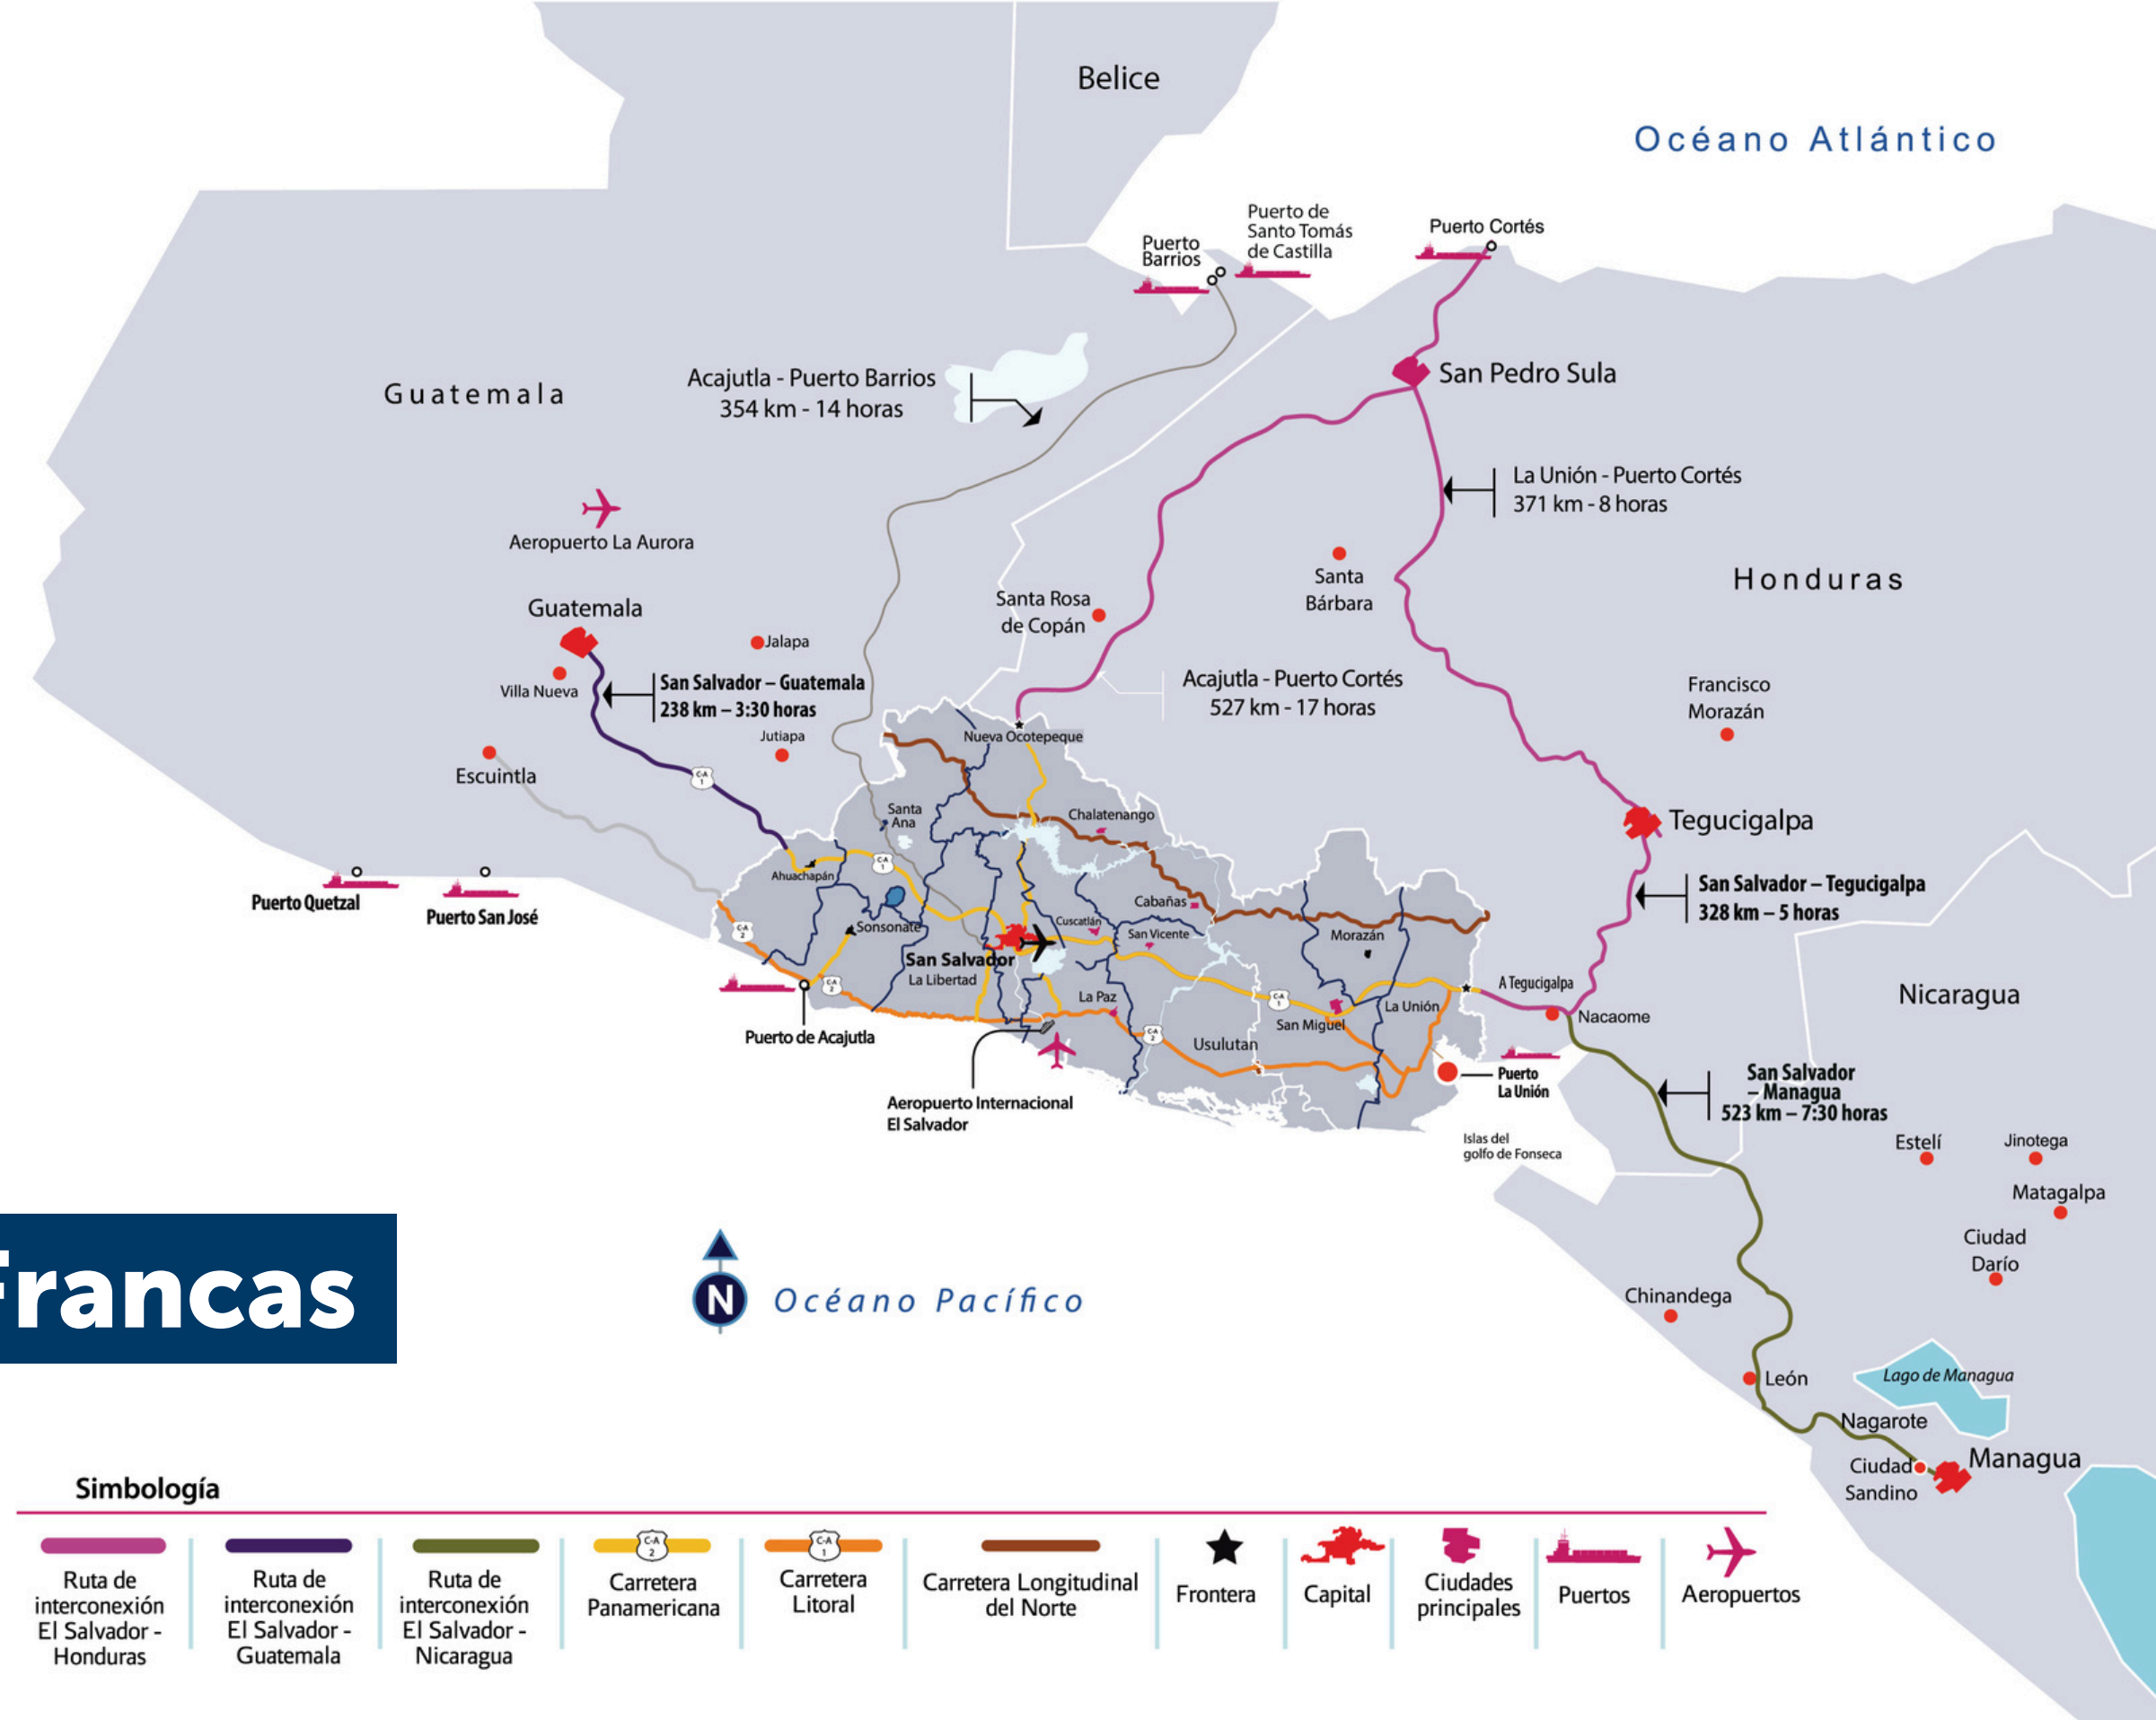 Belice
Océano Atlántico
Puerto de
Santo Tomás
de Castilla
Puerto
Barrios
Puerto Cortés
San Pedro Sula
Guatemala
Acajutla - Puerto Barrios
354 km - 14 horas
La Unión - Puerto Cortés
371 km - 8 horas
Aeropuerto La Aurora
Honduras
Santa
Bárbara
Santa Rosa
de Copán
Guatemala
Jalapa
Villa Nueva
San Salvador – Guatemala
238 km – 3:30 horas
Acajutla - Puerto Cortés
527 km - 17 horas
Francisco
Morazán
Jutiapa
Nueva Ocotepeque
Escuintla
C-A
1
Santa
Ana
Chalatenango
Tegucigalpa
C-A
1
Ahuachapán
Puerto Quetzal
Puerto San José
San Salvador – Tegucigalpa
328 km – 5 horas
Cabañas
Cuscatlán
San Vicente
C-A
2
Sonsonate
Morazán
San Salvador
La Libertad
C-A
2
A Tegucigalpa
Nicaragua
La Paz
C-A
1
La Unión
San Miguel
Nacaome
Puerto de Acajutla
C-A
2
Usulutan
Puerto
La Unión
San Salvador
– Managua
523 km – 7:30 horas
Aeropuerto Internacional
El Salvador
Islas del
golfo de Fonseca
Estelí
Jinotega
Matagalpa
Ciudad
Darío
Francas
N
Océano Pacífico
Chinandega
León
Lago de Managua
Nagarote
Managua
Ciudad
Sandino
Simbología
C-A
2
C-A
1
Ruta de
interconexión
El Salvador -
Honduras
Ruta de
interconexión
El Salvador -
Guatemala
Ruta de
interconexión
El Salvador -
Nicaragua
Carretera
Panamericana
Carretera
Litoral
Carretera Longitudinal
del Norte
Frontera
Capital
Ciudades
principales
Puertos
Aeropuertos